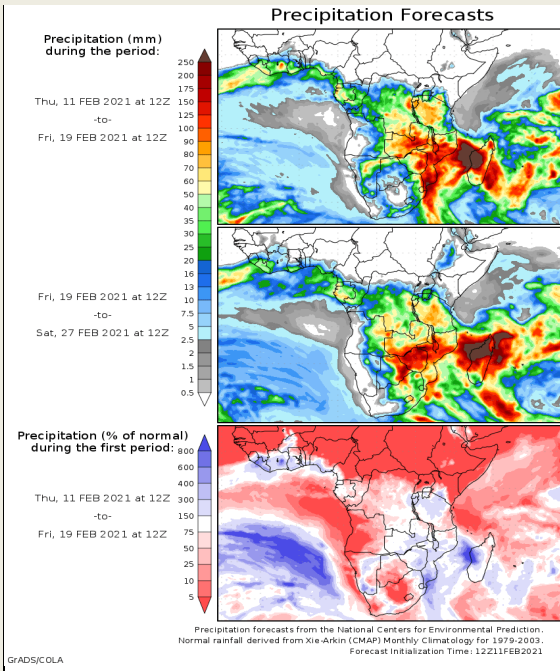 Precipitation Forecasts
Precipitation (mm)
during the period:
Thu, 11 FEB 2021 at 12Z
-to-
Fri, 19 FEB 2021 at 12Z
250
200
175
150
125
100
90
80
70
60
50
40
35
30
25
20
16
13
10
7.5
5
2.5
2
1.5
1
0.5
Fri, 19 FEB 2021 at 12Z
-to-
Sat, 27 FEB 2021 at 12Z
Precipitation (% of normal)
during the first period:
Thu, 11 FEB 2021 at 12Z
-to-
Fri, 19 FEB 2021 at 12Z
800
600
400
300
150
75
50
25
10
5
Precipitation forecasts from the National Centers for Environmental Prediction.
Normal rainfall derived from Xie-Arkin (CMAP) Monthly Climatology for 1979-2003.
Forecast Initialization Time: 12Z11FEB2021
GrADS/COLA